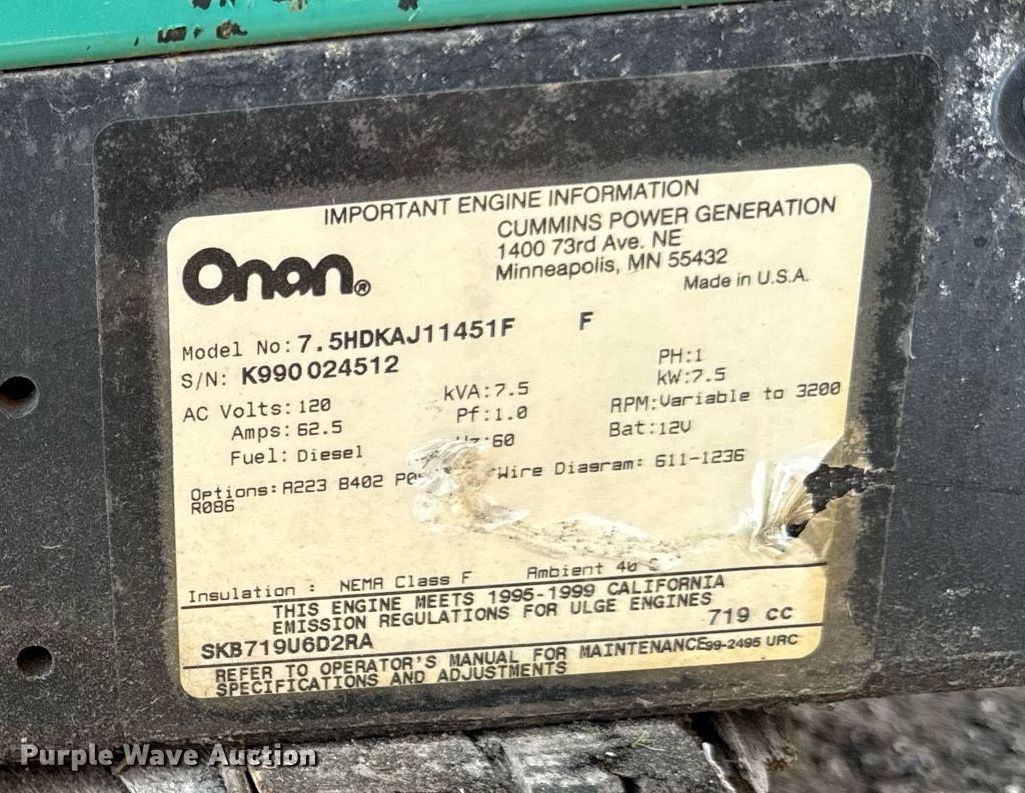 IMPORTANT ENGINE INFORMATION
Onan®
CUMMINS POWER GENERATION
1400 73rd Ave. NE
Minneapolis, MN 55432
Made in U.S.A.
Model No: 7.5HDKAJ11451F F
S/N: K990024512
PH:1
AC Volts: 120 kVA:7.5 kW:7.5
Amps: 62.5 Pf:1.0 RPM:Variable to 3200
Fuel: Diesel :60 Bat:12V
Options: A223 B402 Wire Diagram: 611-1236
R086
Insulation : NEMA Class F Ambient 40
THIS ENGINE MEETS 1995-1999 CALIFORNIA
EMISSION REGULATIONS FOR ULGE ENGINES
SKB719U6D2RA 719 cc
REFER TO OPERATOR'S MANUAL FOR MAINTENANCE 99-2495 URC
SPECIFICATIONS AND ADJUSTMENTS
Purple Wave Auction